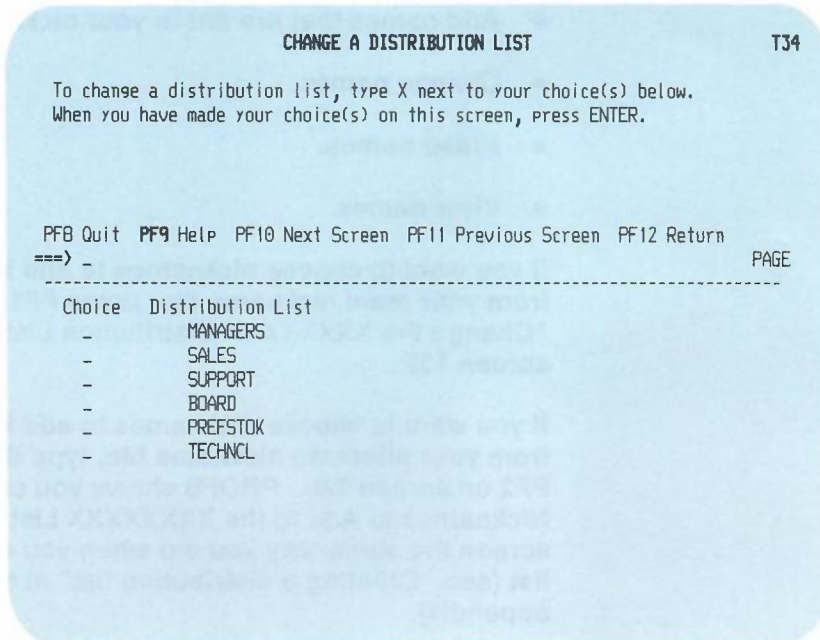 CHANGE A DISTRIBUTION LIST T34
To change a distribution list, type X next to your choice(s) below.
When you have made your choice(s) on this screen, press ENTER.
PF8 Quit PF9 Help PF10 Next Screen PF11 Previous Screen PF12 Return
===> _ PAGE
Choice Distribution List
_ MANAGERS
_ SALES
_ SUPPORT
_ BOARD
_ PREFSTOK
_ TECHNCL